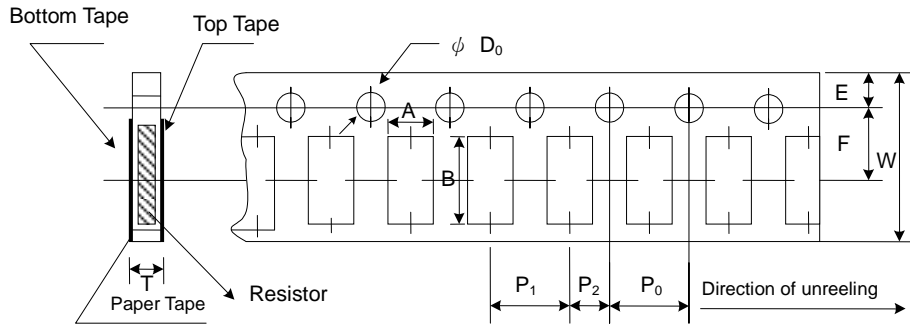 Bottom Tape
Top Tape
ψ D₀
A
E
F
W
B
T
P₁
P₂
P₀
Direction of unreeling
Paper Tape
Resistor